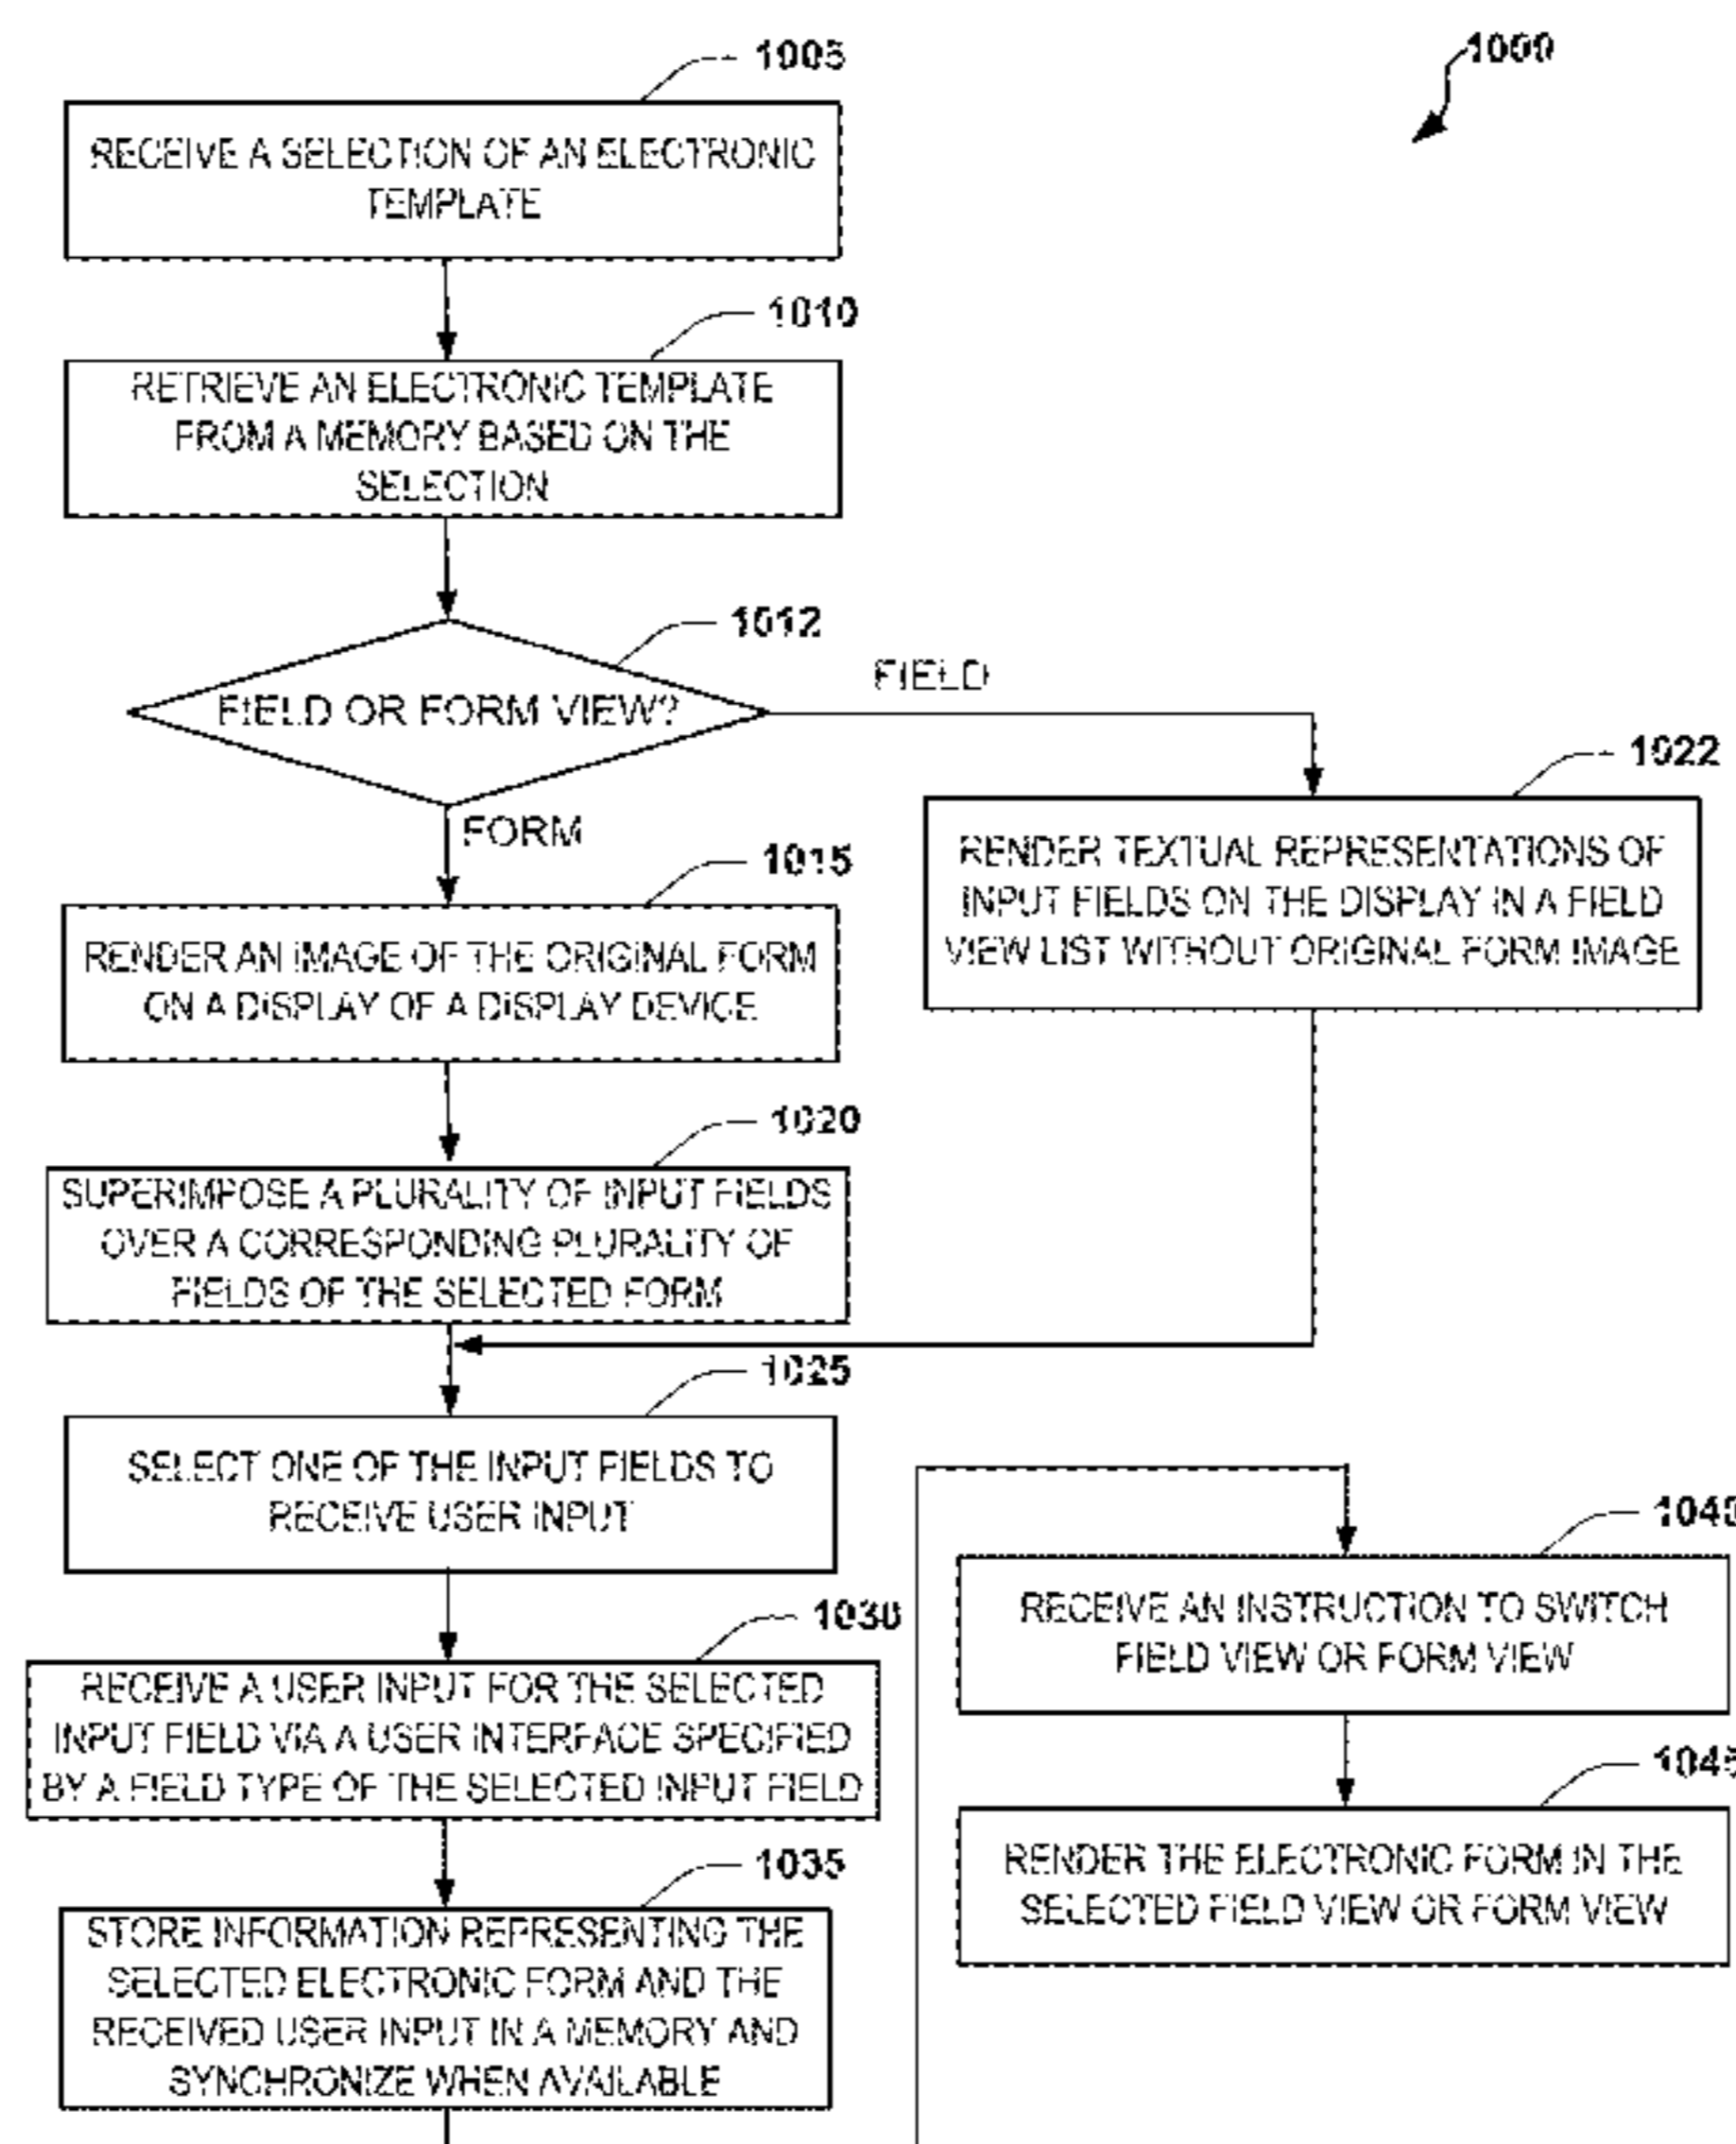 1000
1005
RECEIVE A SELECTION OF AN ELECTRONIC
TEMPLATE
1010
RETRIEVE AN ELECTRONIC TEMPLATE
FROM A MEMORY BASED ON THE
SELECTION
1012
FIELD OR FORM VIEW?
FIELD
FORM
1022
RENDER TEXTUAL REPRESENTATIONS OF
INPUT FIELDS ON THE DISPLAY IN A FIELD
VIEW LIST WITHOUT ORIGINAL FORM IMAGE
1015
RENDER AN IMAGE OF THE ORIGINAL FORM
ON A DISPLAY OF A DISPLAY DEVICE
1020
SUPERIMPOSE A PLURALITY OF INPUT FIELDS
OVER A CORRESPONDING PLURALITY OF
FIELDS OF THE SELECTED FORM
1025
SELECT ONE OF THE INPUT FIELDS TO
RECEIVE USER INPUT
1030
RECEIVE A USER INPUT FOR THE SELECTED
INPUT FIELD VIA A USER INTERFACE SPECIFIED
BY A FIELD TYPE OF THE SELECTED INPUT FIELD
1035
STORE INFORMATION REPRESENTING THE
SELECTED ELECTRONIC FORM AND THE
RECEIVED USER INPUT IN A MEMORY AND
SYNCHRONIZE WHEN AVAILABLE
1040
RECEIVE AN INSTRUCTION TO SWITCH
FIELD VIEW OR FORM VIEW
1045
RENDER THE ELECTRONIC FORM IN THE
SELECTED FIELD VIEW OR FORM VIEW